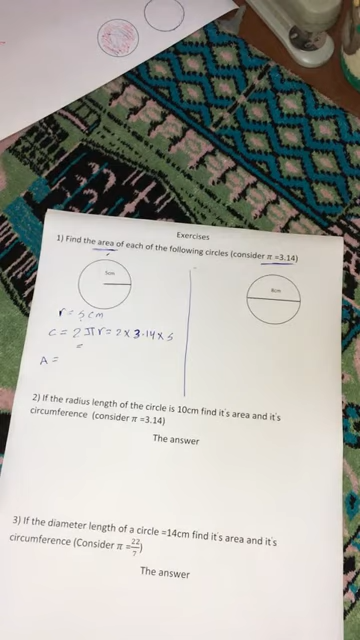 Exercises
1) Find the area of each of the following circles (consider π =3.14)
5cm
8cm
r = 5 cm
C = 2πr = 2 x 3.14 x 5
=
A =
2) If the radius length of the circle is 10cm find it's area and it's
circumference (consider π =3.14)
The answer
3) If the diameter length of a circle =14cm find it's area and it's
circumference (Consider π =22/7)
The answer